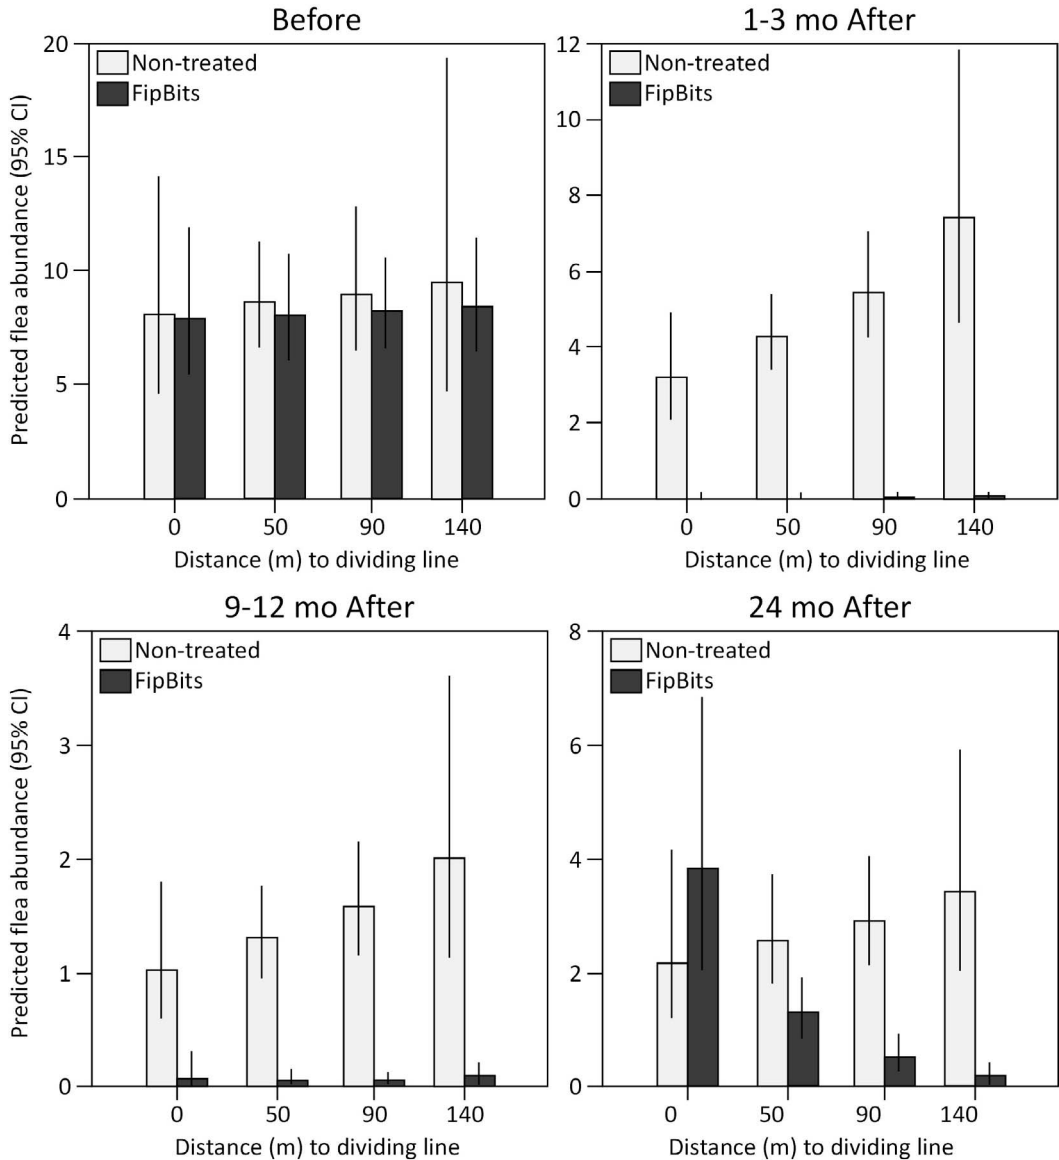 Before
20
15
10
5
0
Predicted flea abundance (95% CI)
Non-treated
FipBits
0 50 90 140
Distance (m) to dividing line
1-3 mo After
12
10
8
6
4
2
0
Non-treated
FipBits
0 50 90 140
Distance (m) to dividing line
9-12 mo After
4
3
2
1
0
Predicted flea abundance (95% CI)
Non-treated
FipBits
0 50 90 140
Distance (m) to dividing line
24 mo After
8
6
4
2
0
Non-treated
FipBits
0 50 90 140
Distance (m) to dividing line